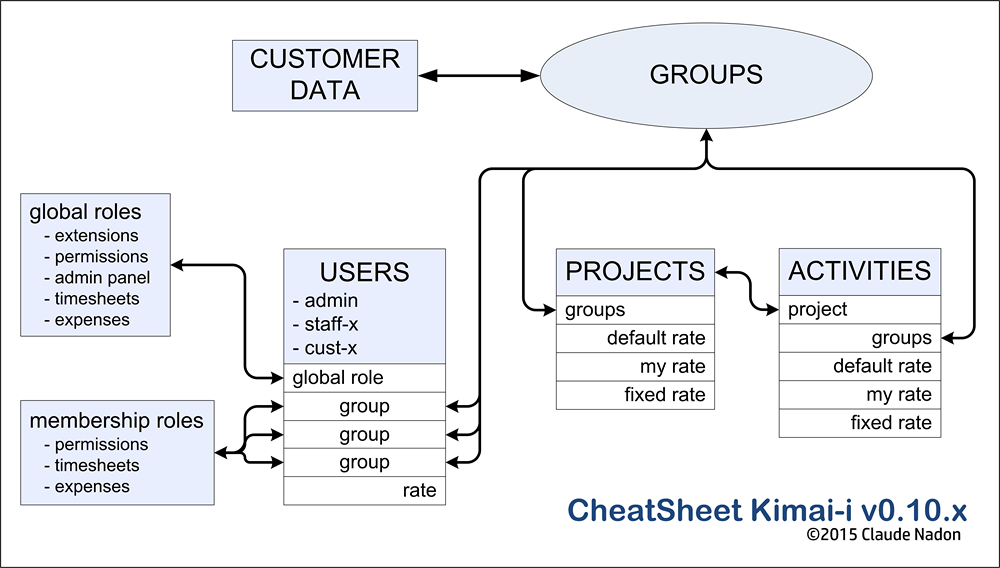 CUSTOMER
DATA
GROUPS
global roles
- extensions
- permissions
- admin panel
- timesheets
- expenses
membership roles
- permissions
- timesheets
- expenses
USERS
- admin
- staff-x
- cust-x
global role
group
group
group
rate
PROJECTS
groups
default rate
my rate
fixed rate
ACTIVITIES
project
groups
default rate
my rate
fixed rate
CheatSheet Kimai-i v0.10.x
©2015 Claude Nadon